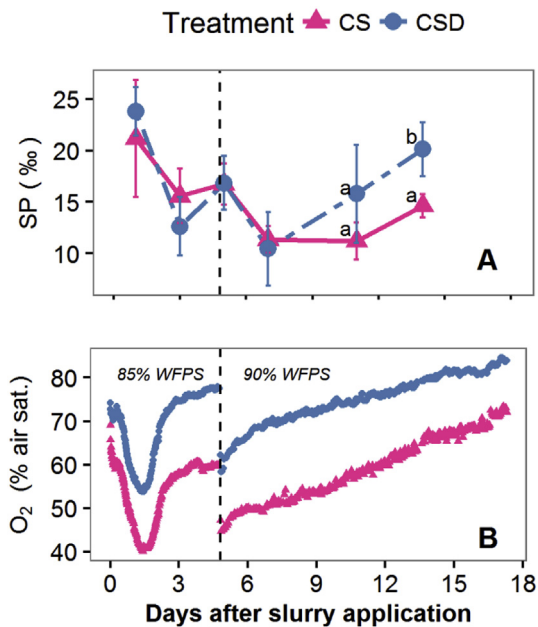 Treatment CS CSD
SP ( ‰)
25
20
15
10
a
b
a
a
A
O₂ (% air sat.)
80
70
60
50
40
85% WFPS 90% WFPS
B
0 3 6 9 12 15 18
Days after slurry application